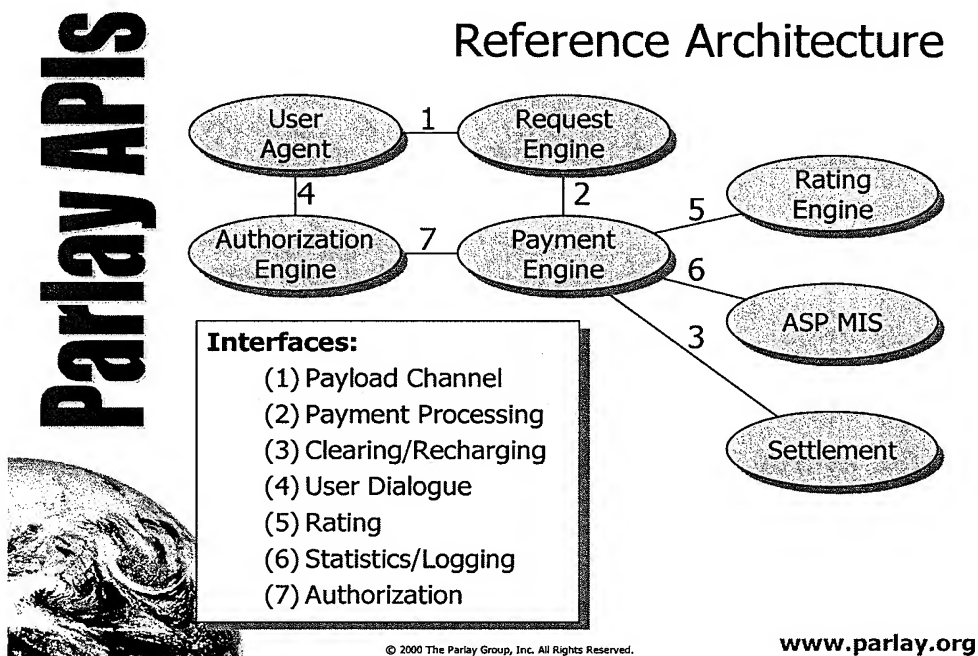 Parlay APIs
Reference Architecture
User
Agent
1
Request
Engine
4
2
5
Rating
Engine
Authorization
Engine
7
Payment
Engine
6
ASP MIS
3
Settlement
Interfaces:
(1) Payload Channel
(2) Payment Processing
(3) Clearing/Recharging
(4) User Dialogue
(5) Rating
(6) Statistics/Logging
(7) Authorization
© 2000 The Parlay Group, Inc. All Rights Reserved.
www.parlay.org